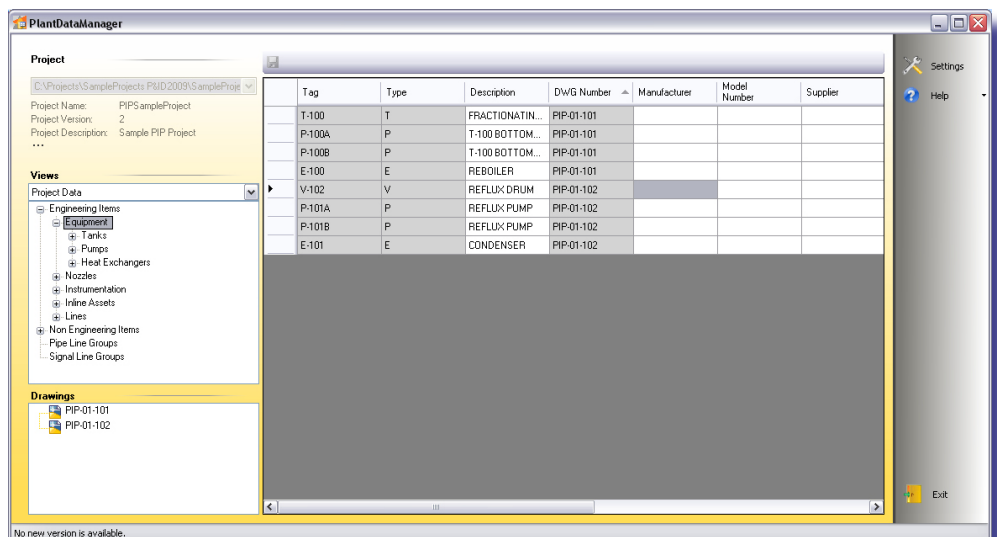 PlantDataManager
Project
C:\Projects\SampleProjects P&ID2009\SampleProje
Project Name: PIPSampleProject
Project Version: 2
Project Description: Sample PIP Project
...
Views
Project Data
Engineering Items
Equipment
Tanks
Pumps
Heat Exchangers
Nozzles
Instrumentation
Inline Assets
Lines
Non Engineering Items
Pipe Line Groups
Signal Line Groups
Drawings
PIP-01-101
PIP-01-102
Tag Type Description DWG Number Manufacturer Model Number Supplier
T-100 T FRACTIONATIN... PIP-01-101
P-100A P T-100 BOTTOM... PIP-01-101
P-100B P T-100 BOTTOM... PIP-01-101
E-100 E REBOILER PIP-01-101
V-102 V REFLUX DRUM PIP-01-102
P-101A P REFLUX PUMP PIP-01-102
P-101B P REFLUX PUMP PIP-01-102
E-101 E CONDENSER PIP-01-102
Settings
Help
Exit
No new version is available.